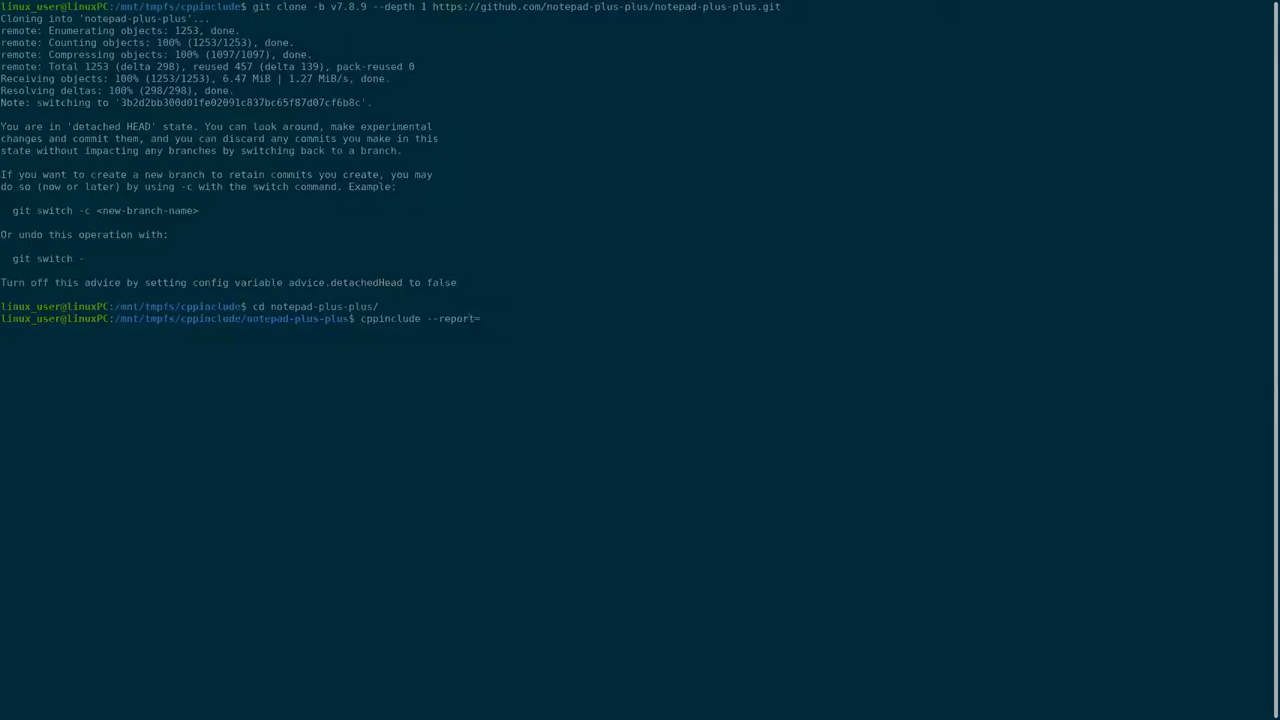 linux_user@linuxPC:/mnt/tmpfs/cppinclude$ git clone -b v7.8.9 --depth 1 https://github.com/notepad-plus-plus/notepad-plus-plus.git
Cloning into 'notepad-plus-plus'...
remote: Enumerating objects: 1253, done.
remote: Counting objects: 100% (1253/1253), done.
remote: Compressing objects: 100% (1097/1097), done.
remote: Total 1253 (delta 298), reused 457 (delta 139), pack-reused 0
Receiving objects: 100% (1253/1253), 6.47 MiB | 1.27 MiB/s, done.
Resolving deltas: 100% (298/298), done.
Note: switching to '3b2d2bb300d01fe02091c837bc65f87d07cf6b8c'.
You are in 'detached HEAD' state. You can look around, make experimental
changes and commit them, and you can discard any commits you make in this
state without impacting any branches by switching back to a branch.
If you want to create a new branch to retain commits you create, you may
do so (now or later) by using -c with the switch command. Example:
git switch -c <new-branch-name>
Or undo this operation with:
git switch -
Turn off this advice by setting config variable advice.detachedHead to false
linux_user@linuxPC:/mnt/tmpfs/cppinclude$ cd notepad-plus-plus/
linux_user@linuxPC:/mnt/tmpfs/cppinclude/notepad-plus-plus$ cppinclude --report=